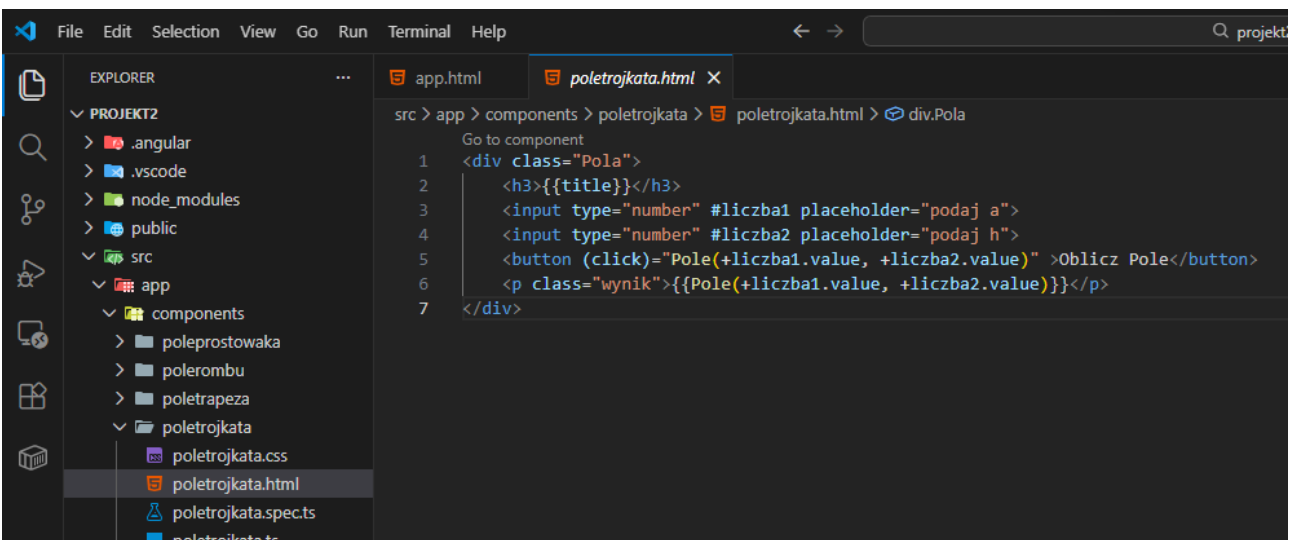 File Edit Selection View Go Run Terminal Help
projekt2
EXPLORER
PROJEKT2
.angular
.vscode
node_modules
public
src
app
components
poleprostowaka
polerombu
poletrapeza
poletrojkata
poletrojkata.css
poletrojkata.html
poletrojkata.spec.ts
poletrojkata.ts
app.html poletrojkata.html
src > app > components > poletrojkata > poletrojkata.html > div.Pola
Go to component
1 <div class="Pola">
2 <h3>{{title}}</h3>
3 <input type="number" #liczba1 placeholder="podaj a">
4 <input type="number" #liczba2 placeholder="podaj h">
5 <button (click)="Pole(+liczba1.value, +liczba2.value)" >Oblicz Pole</button>
6 <p class="wynik">{{Pole(+liczba1.value, +liczba2.value)}}</p>
7 </div>